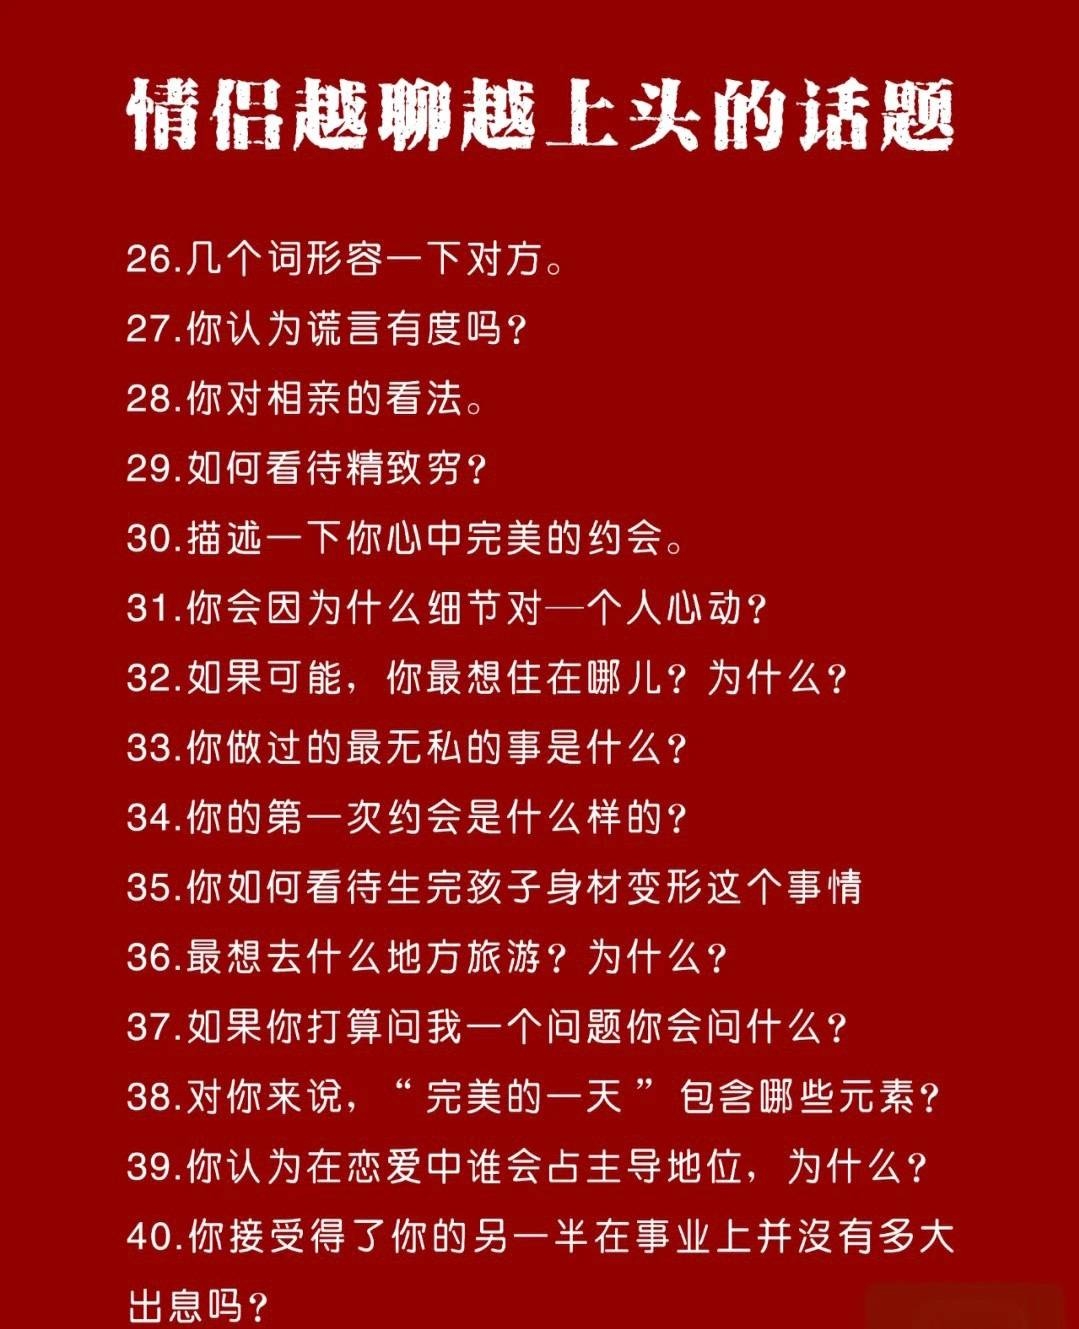 情侣越聊越上头的话题
26.几个词形容一下对方。
27.你认为谎言有度吗?
28.你对相亲的看法。
29.如何看待精致穷?
30.描述一下你心中完美的约会。
31.你会因为什么细节对一个人心动?
32.如果可能，你最想住在哪儿? 为什么?
33.你做过的最无私的事是什么?
34.你的第一次约会是什么样的?
35.你如何看待生完孩子身材变形这个事情
36.最想去什么地方旅游? 为什么?
37.如果你打算问我一个问题你会问什么?
38.对你来说，“完美的一天” 包含哪些元素?
39.你认为在恋爱中谁会占主导地位，为什么?
40.你接受得了你的另一半在事业上并沒有多大
出息吗?